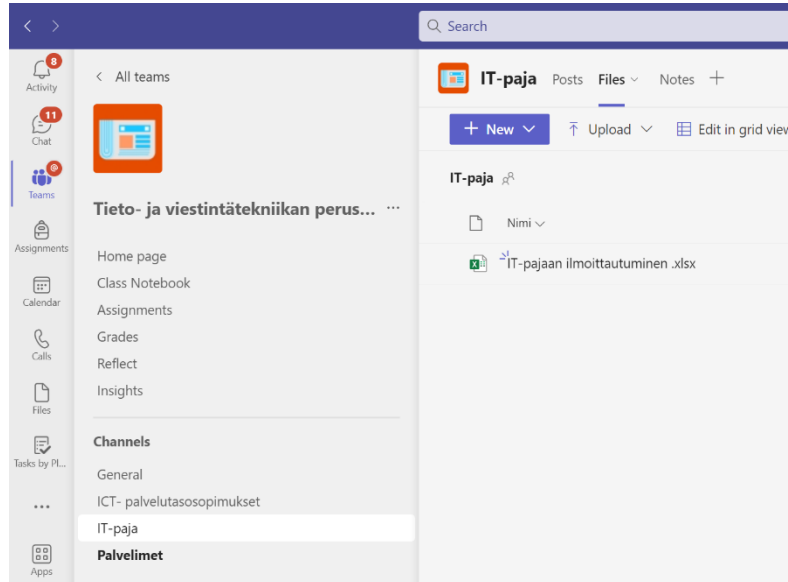 Search
8
Activity
11
Chat
@
Teams
Assignments
Calendar
Calls
Files
Tasks by Pl...
Apps
All teams
Tieto- ja viestintätekniikan perus...
Home page
Class Notebook
Assignments
Grades
Reflect
Insights
Channels
General
ICT- palvelutasosopimukset
IT-paja
Palvelimet
IT-paja Posts Files Notes
New Upload Edit in grid view
IT-paja
Nimi
IT-pajaan ilmoittautuminen .xlsx